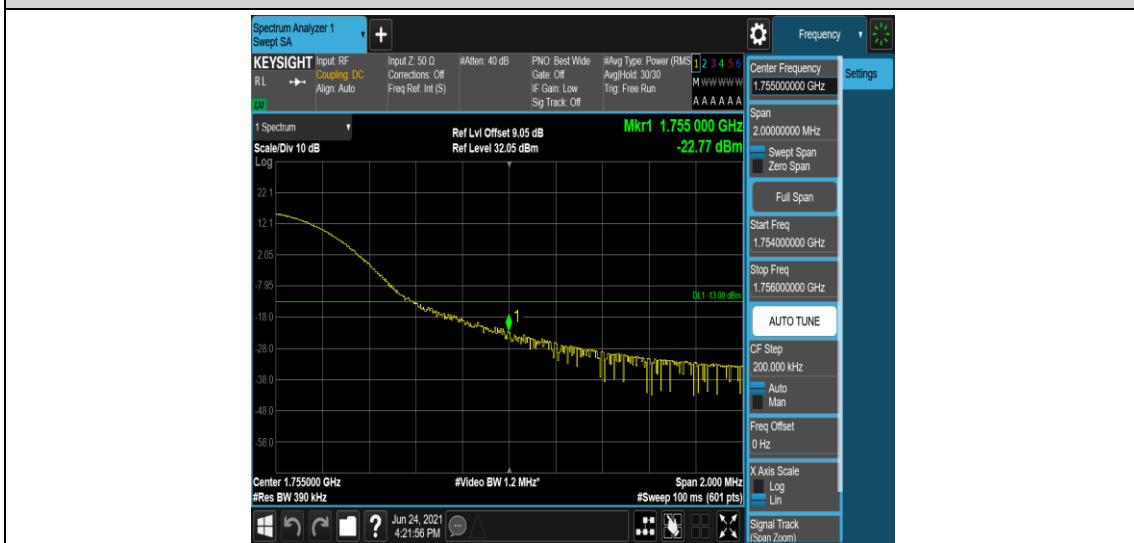 Spectrum Analyzer 1
Swept SA
+
Frequency
KEYSIGHT
RL
Input: RF
Coupling: DC
Align: Auto
Input Z: 50 Ω
Corrections: Off
Freq Ref: Int (S)
#Atten: 40 dB
PNO: Best Wide
Gate: Off
IF Gain: Low
Sig Track: Off
#Avg Type: Power (RMS
Avg|Hold: 30/30
Trig: Free Run
1 2 3 4 5 6
M W W W W W
A A A A A A
1 Spectrum
Ref Lvl Offset 9.05 dB
Mkr1 1.755 000 GHz
Scale/Div 10 dB
Ref Level 32.05 dBm
-22.77 dBm
Log
22.1
12.1
2.05
-7.95
DL1 -13.00 dBm
-18.0
1
-28.0
-38.0
-48.0
-58.0
Center 1.755000 GHz
#Video BW 1.2 MHz*
Span 2.000 MHz
#Res BW 390 kHz
#Sweep 100 ms (601 pts)
?
Jun 24, 2021
4:21:56 PM
Center Frequency
1.755000000 GHz
Settings
Span
2.00000000 MHz
Swept Span
Zero Span
Full Span
Start Freq
1.754000000 GHz
Stop Freq
1.756000000 GHz
AUTO TUNE
CF Step
200.000 kHz
Auto
Man
Freq Offset
0 Hz
X Axis Scale
Log
Lin
Signal Track
(Span Zoom)